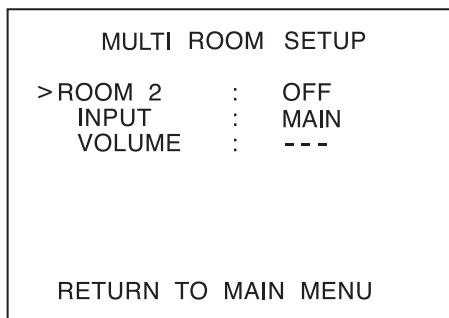 MULTI ROOM SETUP
>ROOM 2 : OFF
INPUT : MAIN
VOLUME : ---
RETURN TO MAIN MENU